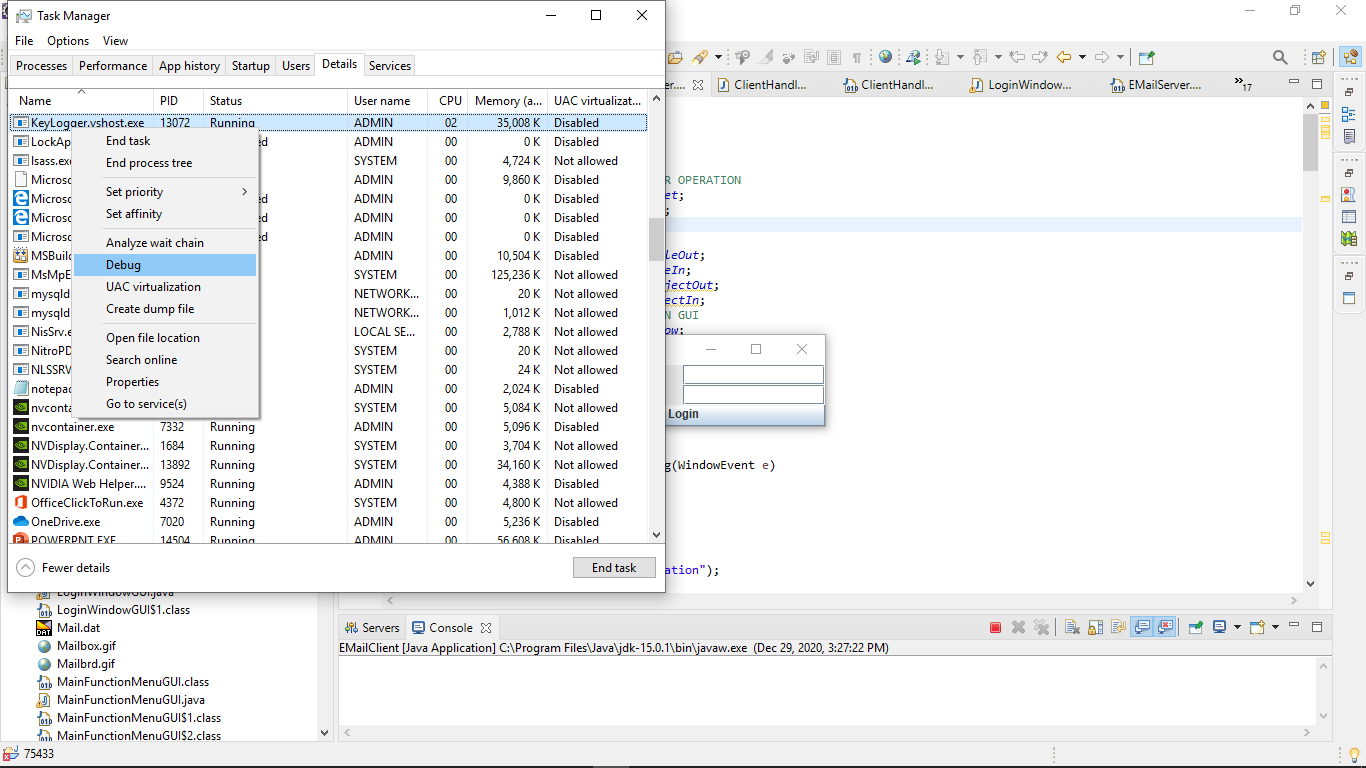 Task Manager
File Options View
Processes Performance App history Startup Users Details Services
Name PID Status User name CPU Memory (a... UAC virtualizat...
KeyLogger.vshost.exe 13072 Running ADMIN 02 35,008 K Disabled
LockAp ed ADMIN 00 0 K Disabled
lsass.exe SYSTEM 00 4,724 K Not allowed
Microso ADMIN 00 9,860 K Disabled
Microso ed ADMIN 00 0 K Disabled
Microso ed ADMIN 00 0 K Disabled
Microso ed ADMIN 00 0 K Disabled
MSBuil ADMIN 00 10,504 K Disabled
MsMpE SYSTEM 00 125,236 K Not allowed
mysqld NETWORK... 00 20 K Not allowed
mysqld NETWORK... 00 1,012 K Not allowed
NisSrv.e LOCAL SE... 00 2,788 K Not allowed
NitroPD SYSTEM 00 20 K Not allowed
NLSSRV SYSTEM 00 24 K Not allowed
notepad ADMIN 00 2,024 K Disabled
nvconta SYSTEM 00 5,084 K Not allowed
nvcontainer.exe 7332 Running ADMIN 00 5,096 K Disabled
NVDisplay.Container... 1684 Running SYSTEM 00 3,704 K Not allowed
NVDisplay.Container... 13892 Running SYSTEM 00 34,160 K Not allowed
NVIDIA Web Helper.... 9524 Running ADMIN 00 4,388 K Disabled
OfficeClickToRun.exe 4372 Running SYSTEM 00 4,800 K Not allowed
OneDrive.exe 7020 Running ADMIN 00 5,236 K Disabled
POWERPNT.EXE 14504 Running ADMIN 00 56,608 K Disabled
End task
End process tree
Set priority
Set affinity
Analyze wait chain
Debug
UAC virtualization
Create dump file
Open file location
Search online
Properties
Go to service(s)
Fewer details End task
er.... ClientHandl... ClientHandl... LoginWindow... EMailServer.... »17
R OPERATION
et;
;
leOut;
eIn;
jectOut;
ectIn;
N GUI
ow;
Login
g(WindowEvent e)
ation");
LoginWindowGUI.java
LoginWindowGUI$1.class
Mail.dat
Mailbox.gif
Mailbrd.gif
MainFunctionMenuGUI.class
MainFunctionMenuGUI.java
MainFunctionMenuGUI$1.class
MainFunctionMenuGUI$2.class
Servers Console
EMailClient [Java Application] C:\Program Files\Java\jdk-15.0.1\bin\javaw.exe (Dec 29, 2020, 3:27:22 PM)
75433